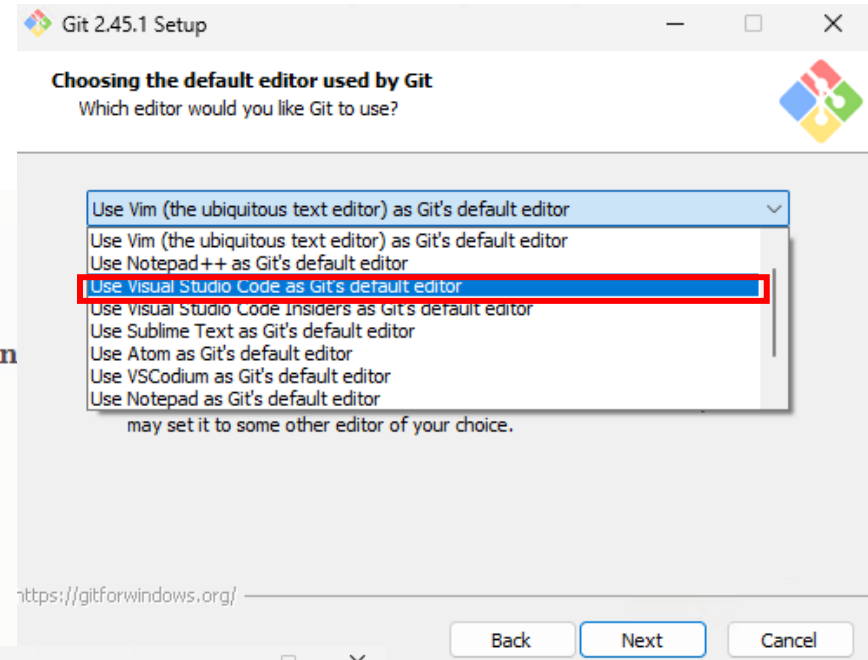 Git 2.45.1 Setup
Choosing the default editor used by Git
Which editor would you like Git to use?
Use Vim (the ubiquitous text editor) as Git's default editor
Use Vim (the ubiquitous text editor) as Git's default editor
Use Notepad++ as Git's default editor
Use Visual Studio Code as Git's default editor
Use Visual Studio Code Insiders as Git's default editor
Use Sublime Text as Git's default editor
n
Use Atom as Git's default editor
Use VSCodium as Git's default editor
Use Notepad as Git's default editor
may set it to some other editor of your choice.
https://gitforwindows.org/
Back Next Cancel